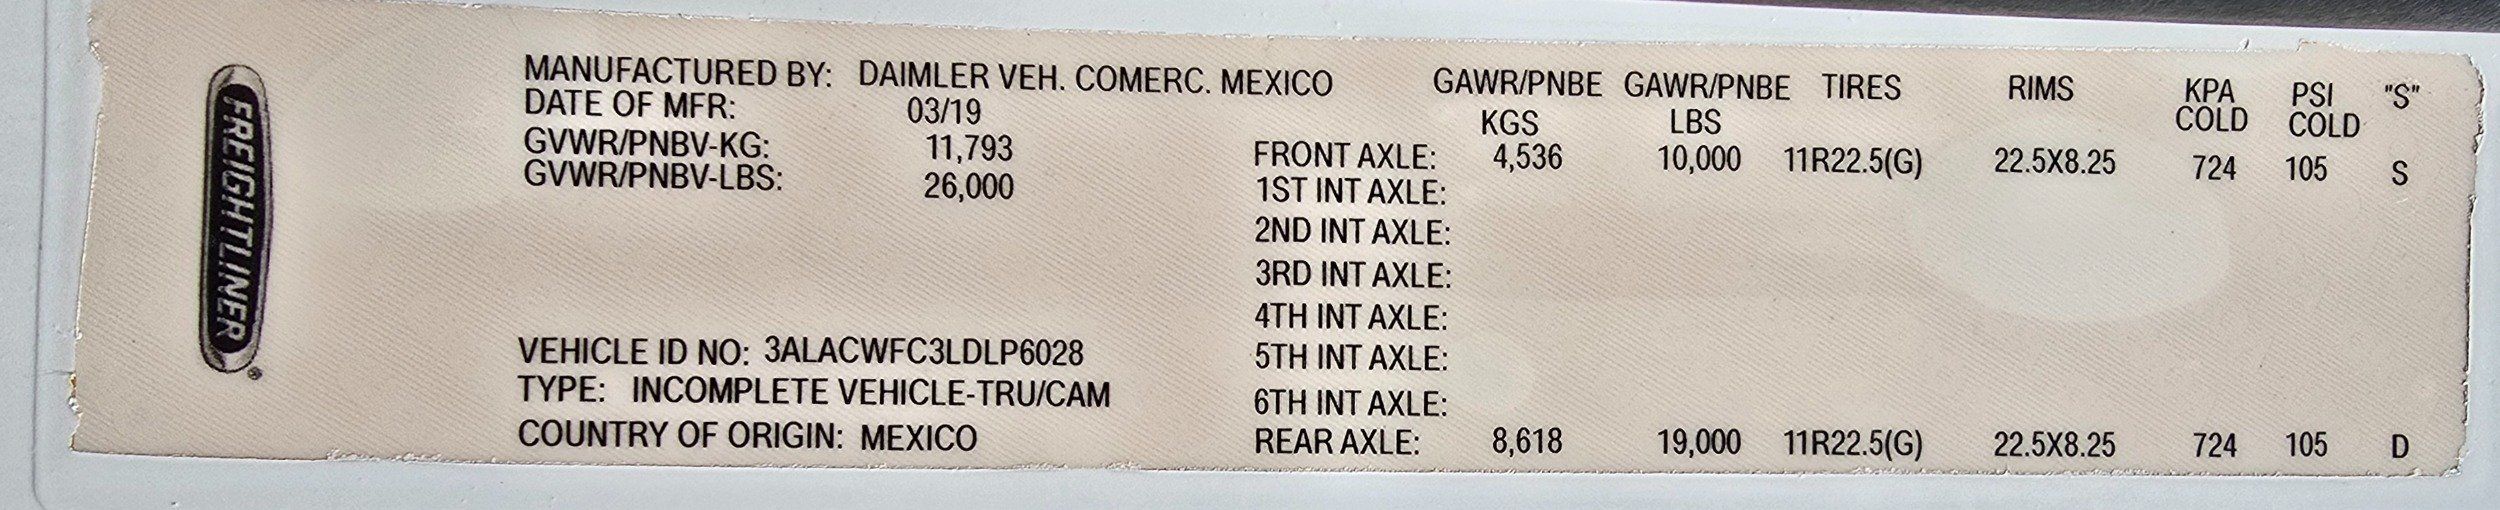 FREIGHTLINER ®
MANUFACTURED BY: DAIMLER VEH. COMERC. MEXICO
DATE OF MFR: 03/19
GVWR/PNBV-KG: 11,793
GVWR/PNBV-LBS: 26,000
VEHICLE ID NO: 3ALACWFC3LDLP6028
TYPE: INCOMPLETE VEHICLE-TRU/CAM
COUNTRY OF ORIGIN: MEXICO
GAWR/PNBE GAWR/PNBE TIRES RIMS KPA PSI "S"
KGS LBS COLD COLD
FRONT AXLE: 4,536 10,000 11R22.5(G) 22.5X8.25 724 105 S
1ST INT AXLE:
2ND INT AXLE:
3RD INT AXLE:
4TH INT AXLE:
5TH INT AXLE:
6TH INT AXLE:
REAR AXLE: 8,618 19,000 11R22.5(G) 22.5X8.25 724 105 D